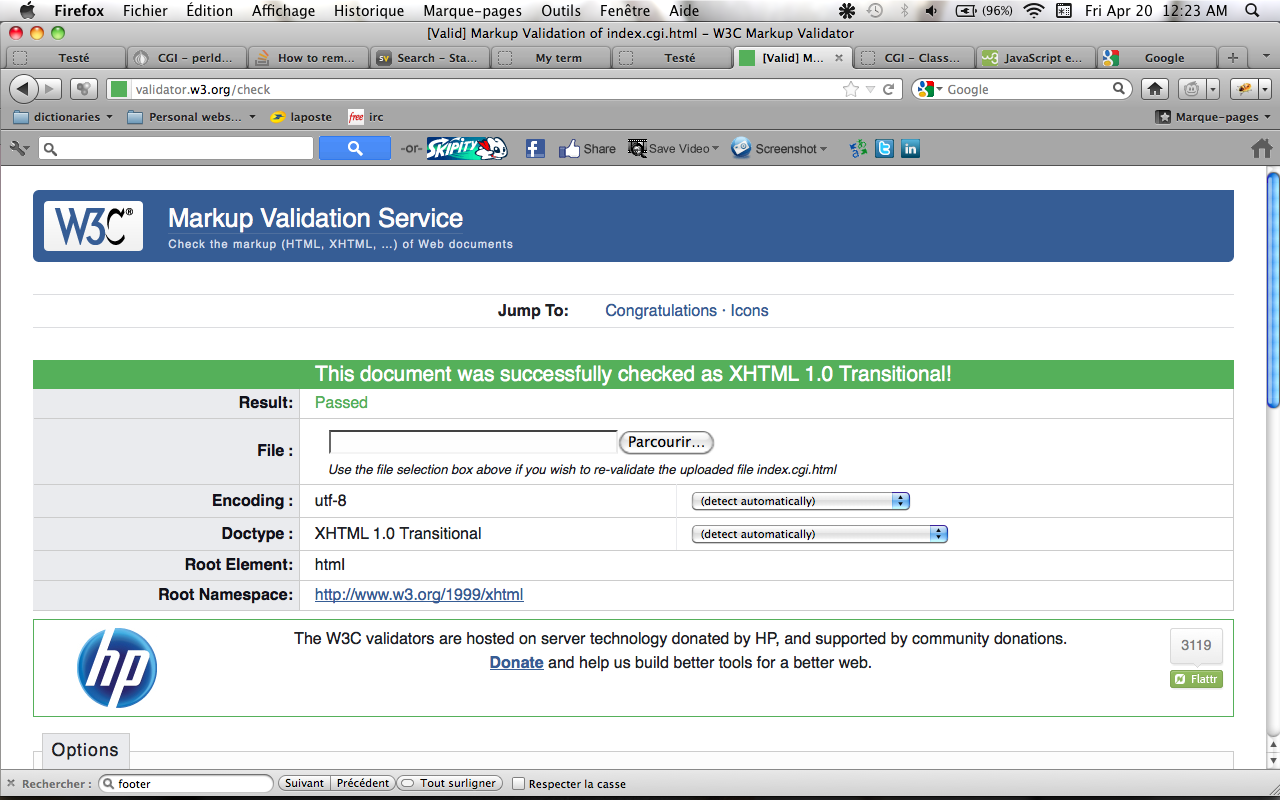 Firefox Fichier Édition Affichage Historique Marque-pages Outils Fenêtre Aide (96%) Fri Apr 20 12:23 AM
[Valid] Markup Validation of index.cgi.html – W3C Markup Validator
Testé CGI – perld... How to rem... sv Search – Sta... My term Testé [Valid] M... CGI – Class... JavaScript e... Google
validator.w3.org/check Google
dictionaries Personal webs... laposte free irc Marque-pages
-or- SKIPITY Share Save Video Screenshot
W3C® Markup Validation Service
Check the markup (HTML, XHTML, ...) of Web documents
Jump To: Congratulations · Icons
This document was successfully checked as XHTML 1.0 Transitional!
Result: Passed
File : Parcourir...
Use the file selection box above if you wish to re-validate the uploaded file index.cgi.html
Encoding : utf-8 (detect automatically)
Doctype : XHTML 1.0 Transitional (detect automatically)
Root Element: html
Root Namespace: http://www.w3.org/1999/xhtml
hp
The W3C validators are hosted on server technology donated by HP, and supported by community donations.
Donate and help us build better tools for a better web.
3119
Flattr
Options
Rechercher : footer Suivant Précédent Tout surligner Respecter la casse